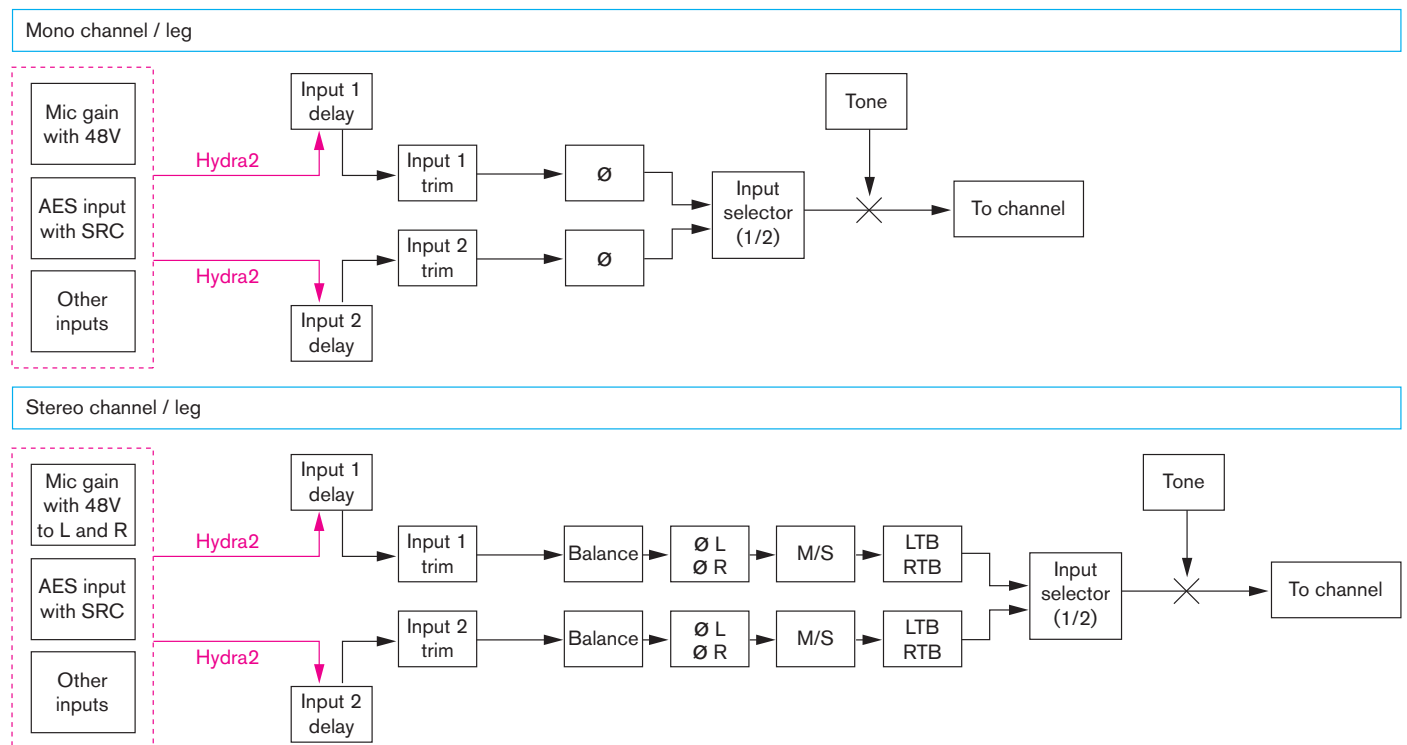 Mono channel / leg
Mic gain
with 48V
AES input
with SRC
Other
inputs
Hydra2
Hydra2
Input 1
delay
Input 2
delay
Input 1
trim
Input 2
trim
Ø
Ø
Input
selector
(1/2)
Tone
To channel
Stereo channel / leg
Mic gain
with 48V
to L and R
AES input
with SRC
Other
inputs
Hydra2
Hydra2
Input 1
delay
Input 2
delay
Input 1
trim
Input 2
trim
Balance
Ø L
Ø R
M/S
LTB
RTB
Balance
Ø L
Ø R
M/S
LTB
RTB
Input
selector
(1/2)
Tone
To channel